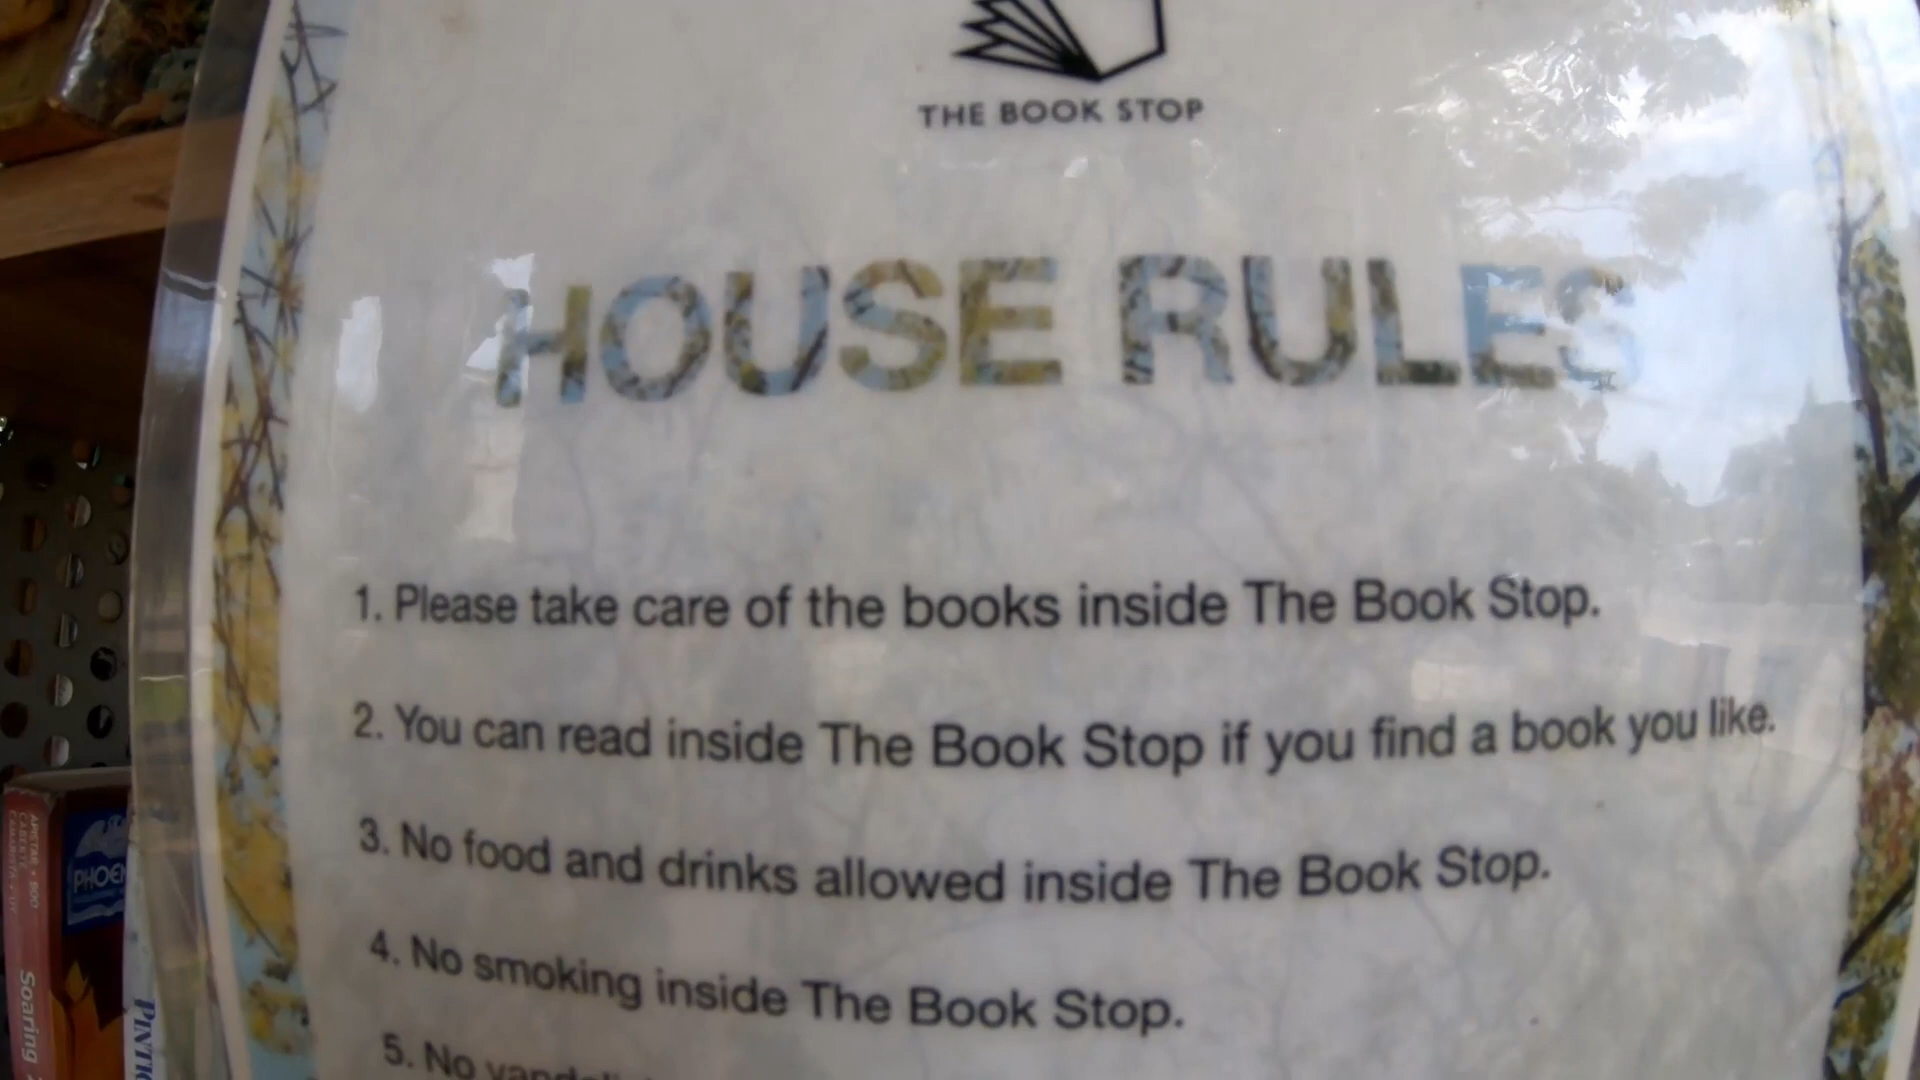 THE BOOK STOP
HOUSE RULES
1. Please take care of the books inside The Book Stop.
2. You can read inside The Book Stop if you find a book you like.
3. No food and drinks allowed inside The Book Stop.
4. No smoking inside The Book Stop.
5. No
PHOEN
Soaring